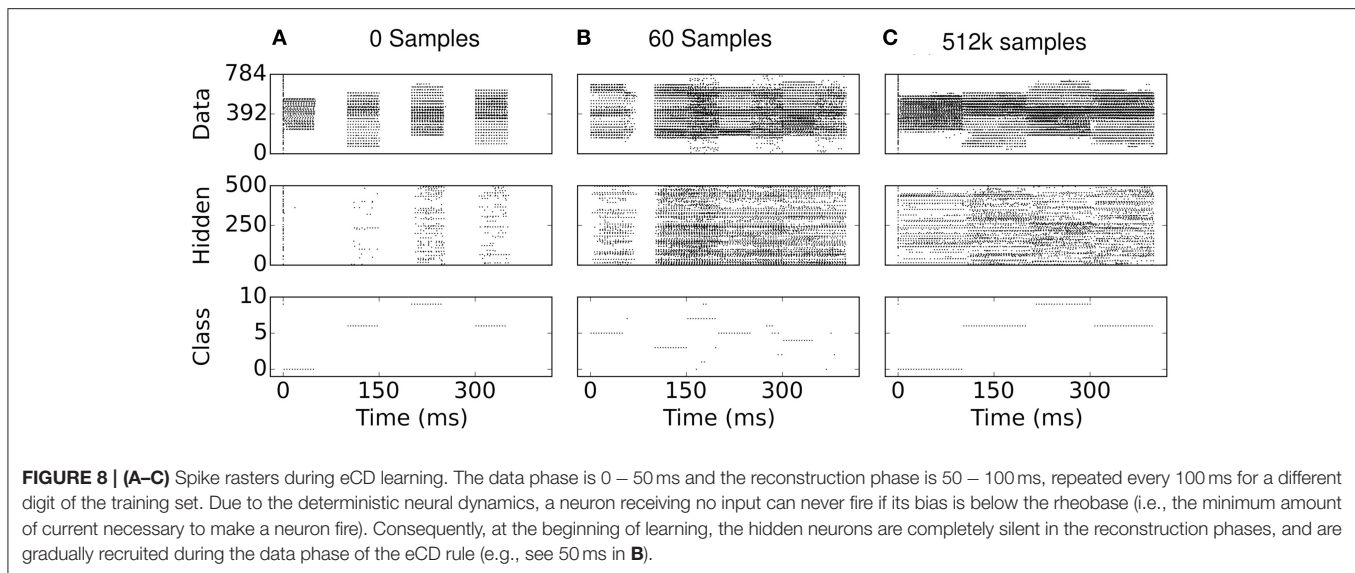 A 0 Samples B 60 Samples C 512k samples
784
392
0
Data
500
250
0
Hidden
10
5
0
Class
0 150 300 0 150 300 0 150 300
Time (ms) Time (ms) Time (ms)
FIGURE 8 | (A–C) Spike rasters during eCD learning. The data phase is 0 – 50 ms and the reconstruction phase is 50 – 100 ms, repeated every 100 ms for a different
digit of the training set. Due to the deterministic neural dynamics, a neuron receiving no input can never fire if its bias is below the rheobase (i.e., the minimum amount
of current necessary to make a neuron fire). Consequently, at the beginning of learning, the hidden neurons are completely silent in the reconstruction phases, and are
gradually recruited during the data phase of the eCD rule (e.g., see 50 ms in B).